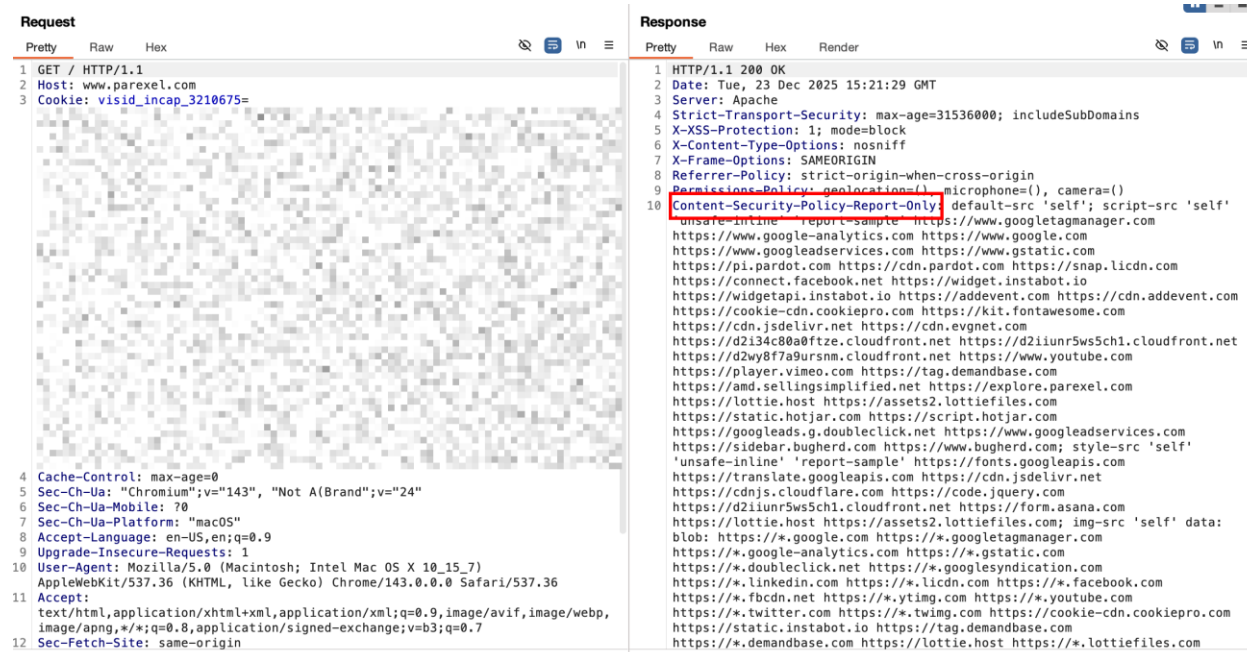 Request
Pretty Raw Hex \n
1 GET / HTTP/1.1
2 Host: www.parexel.com
3 Cookie: visid_incap_3210675=
4 Cache-Control: max-age=0
5 Sec-Ch-Ua: "Chromium";v="143", "Not A(Brand";v="24"
6 Sec-Ch-Ua-Mobile: ?0
7 Sec-Ch-Ua-Platform: "macOS"
8 Accept-Language: en-US,en;q=0.9
9 Upgrade-Insecure-Requests: 1
10 User-Agent: Mozilla/5.0 (Macintosh; Intel Mac OS X 10_15_7)
AppleWebKit/537.36 (KHTML, like Gecko) Chrome/143.0.0.0 Safari/537.36
11 Accept:
text/html,application/xhtml+xml,application/xml;q=0.9,image/avif,image/webp,
image/apng,*/*;q=0.8,application/signed-exchange;v=b3;q=0.7
12 Sec-Fetch-Site: same-origin
Response
Pretty Raw Hex Render \n
1 HTTP/1.1 200 OK
2 Date: Tue, 23 Dec 2025 15:21:29 GMT
3 Server: Apache
4 Strict-Transport-Security: max-age=31536000; includeSubDomains
5 X-XSS-Protection: 1; mode=block
6 X-Content-Type-Options: nosniff
7 X-Frame-Options: SAMEORIGIN
8 Referrer-Policy: strict-origin-when-cross-origin
9 Permissions-Policy: geolocation=(), microphone=(), camera=()
10 Content-Security-Policy-Report-Only: default-src 'self'; script-src 'self'
'unsafe-inline' 'report-sample' https://www.googletagmanager.com
https://www.google-analytics.com https://www.google.com
https://www.googleadservices.com https://www.gstatic.com
https://pi.pardot.com https://cdn.pardot.com https://snap.licdn.com
https://connect.facebook.net https://widget.instabot.io
https://widgetapi.instabot.io https://addevent.com https://cdn.addevent.com
https://cookie-cdn.cookiepro.com https://kit.fontawesome.com
https://cdn.jsdelivr.net https://cdn.evgnet.com
https://d2i34c80a0ftze.cloudfront.net https://d2iiunr5ws5ch1.cloudfront.net
https://d2wy8f7a9ursnm.cloudfront.net https://www.youtube.com
https://player.vimeo.com https://tag.demandbase.com
https://amd.sellingsimplified.net https://explore.parexel.com
https://lottie.host https://assets2.lottiefiles.com
https://static.hotjar.com https://script.hotjar.com
https://googleads.g.doubleclick.net https://www.googleadservices.com
https://sidebar.bugherd.com https://www.bugherd.com; style-src 'self'
'unsafe-inline' 'report-sample' https://fonts.googleapis.com
https://translate.googleapis.com https://cdn.jsdelivr.net
https://cdnjs.cloudflare.com https://code.jquery.com
https://d2iiunr5ws5ch1.cloudfront.net https://form.asana.com
https://lottie.host https://assets2.lottiefiles.com; img-src 'self' data:
blob: https://*.google.com https://*.googletagmanager.com
https://*.google-analytics.com https://*.gstatic.com
https://*.doubleclick.net https://*.googlesyndication.com
https://*.linkedin.com https://*.licdn.com https://*.facebook.com
https://*.fbcdn.net https://*.ytimg.com https://*.youtube.com
https://*.twitter.com https://*.twimg.com https://cookie-cdn.cookiepro.com
https://static.instabot.io https://tag.demandbase.com
https://*.demandbase.com https://lottie.host https://*.lottiefiles.com